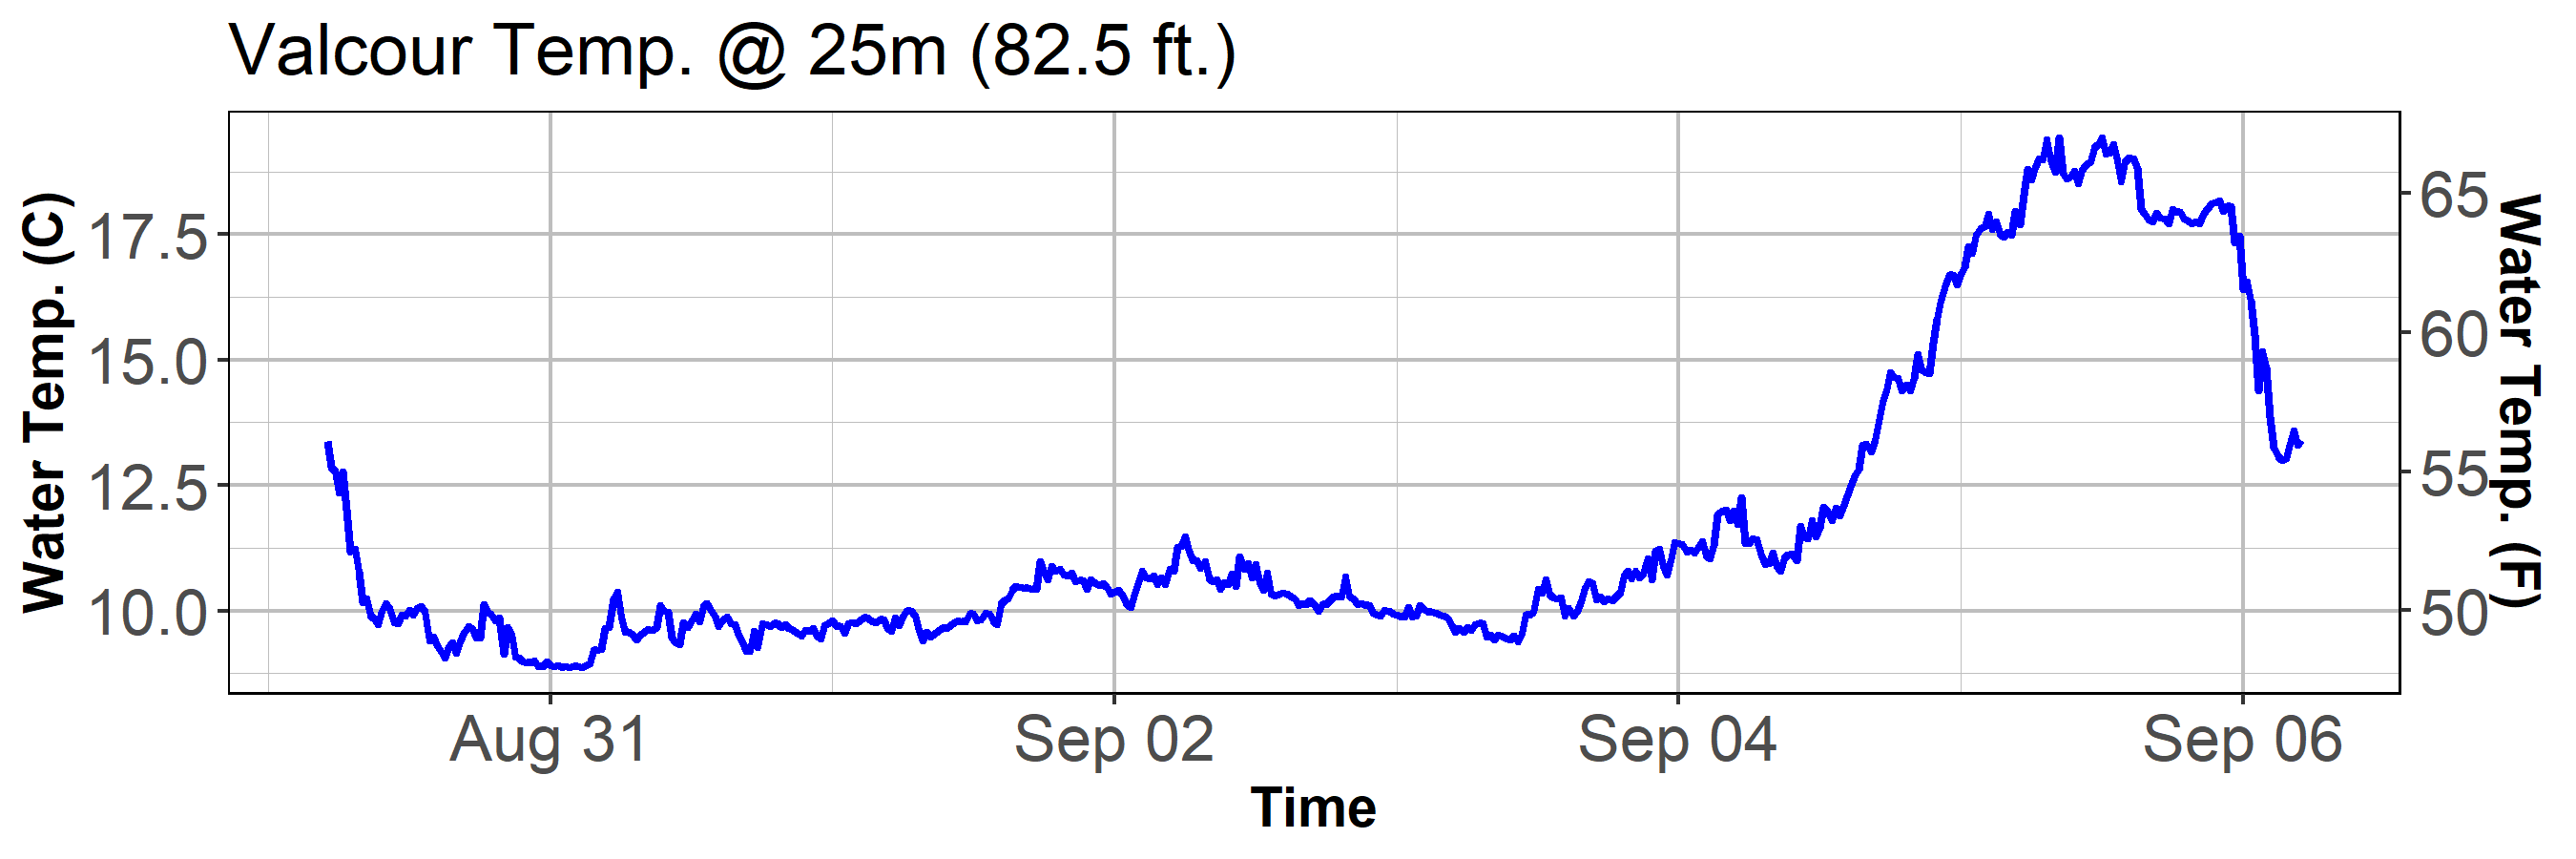 Valcour Temp. @ 25m (82.5 ft.)
Water Temp. (C)
17.5
15.0
12.5
10.0
65
60
55
50
Water Temp. (F)
Aug 31 Sep 02 Sep 04 Sep 06
Time